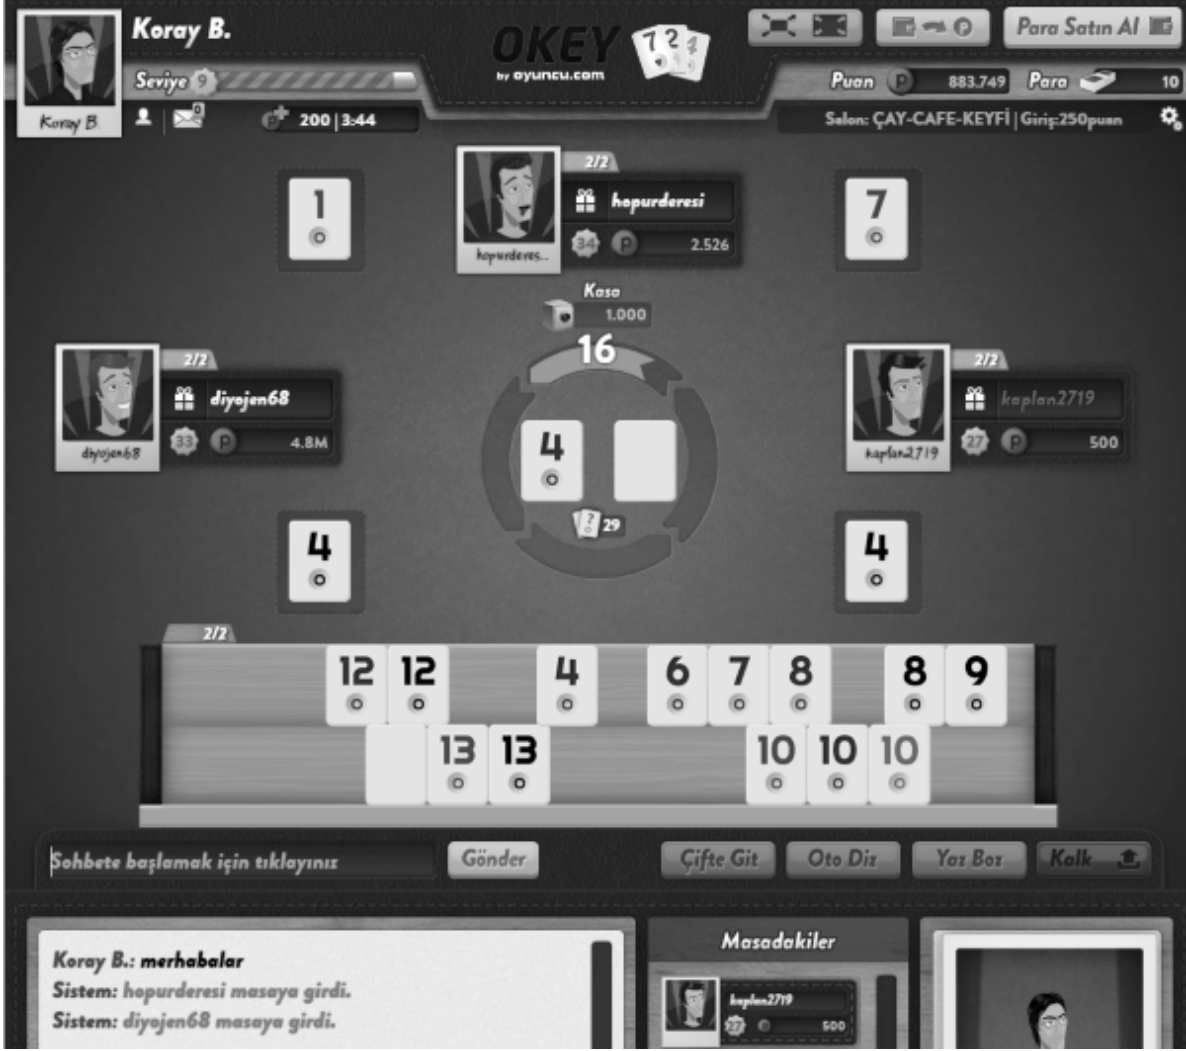 Koray B.
OKEY
by oyuncu.com
7 2
Para Satın Al
Seviye 9
Puan P 883.749 Para 10
Koray B.
0
P+ 200 | 3:44
Salon: ÇAY-CAFE-KEYFİ | Giriş:250puan
2/2
1
hopurderesi
7
34 P 2.526
hopurderes...
Kasa
1.000
16
2/2
2/2
diyojen68
kaplan2719
33 P 4.8M
27 P 500
diyojen68
kaplan2719
4
? 29
4
4
2/2
12 12 4 6 7 8 8 9
13 13 10 10 10
Sohbete başlamak için tıklayınız
Gönder
Çifte Git
Oto Diz
Yaz Boz
Kalk
Koray B.: merhabalar
Sistem: hopurderesi masaya girdi.
Sistem: diyojen68 masaya girdi.
Masadakiler
kaplan2719
27 P 500